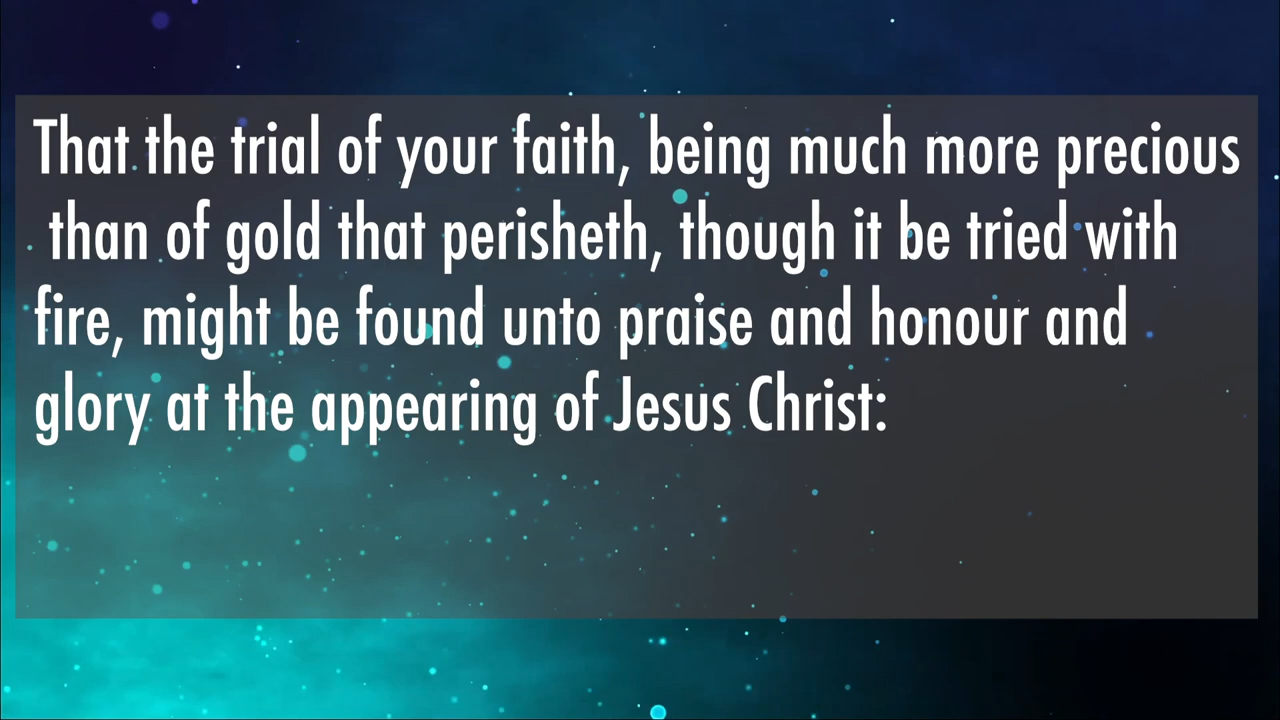 That the trial of your faith, being much more precious
than of gold that perisheth, though it be tried with
fire, might be found unto praise and honour and
glory at the appearing of Jesus Christ: